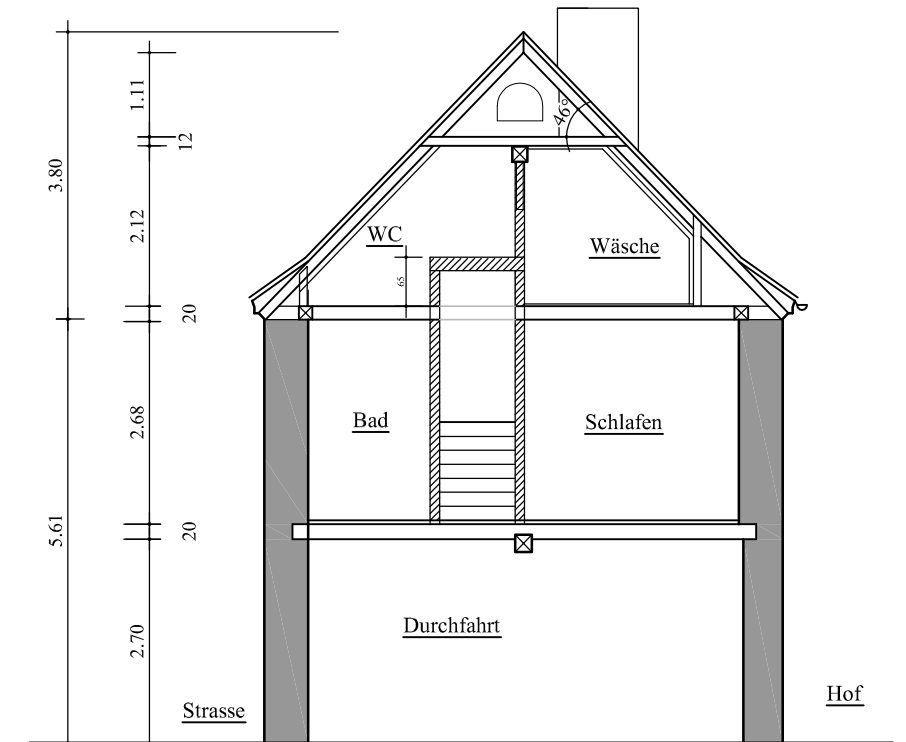 1.11
46°
12
3.80
2.12
WC
Wäsche
65
20
2.68
Bad
Schlafen
5.61
20
2.70
Durchfahrt
Hof
Strasse